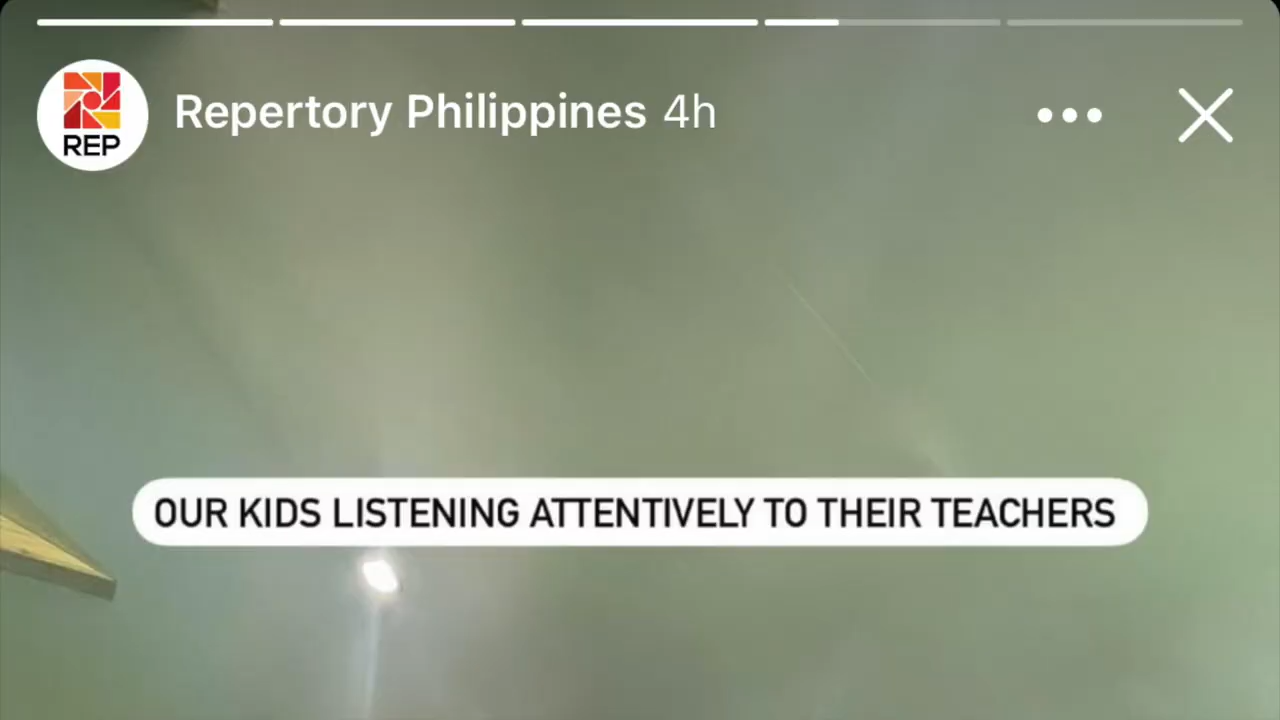 REP
Repertory Philippines 4h
OUR KIDS LISTENING ATTENTIVELY TO THEIR TEACHERS